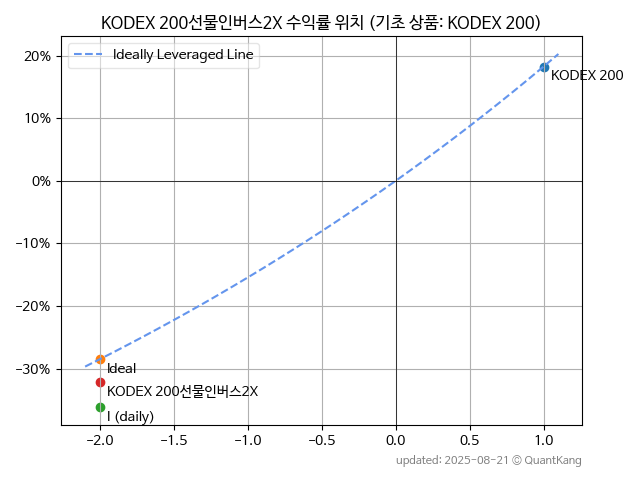 KODEX 200선물인버스2X 수익률 위치 (기초 상품: KODEX 200)
Ideally Leveraged Line
20%
10%
0%
−10%
−20%
−30%
KODEX 200
Ideal
KODEX 200선물인버스2X
I (daily)
−2.0 −1.5 −1.0 −0.5 0.0 0.5 1.0
updated: 2025-08-21 © QuantKang